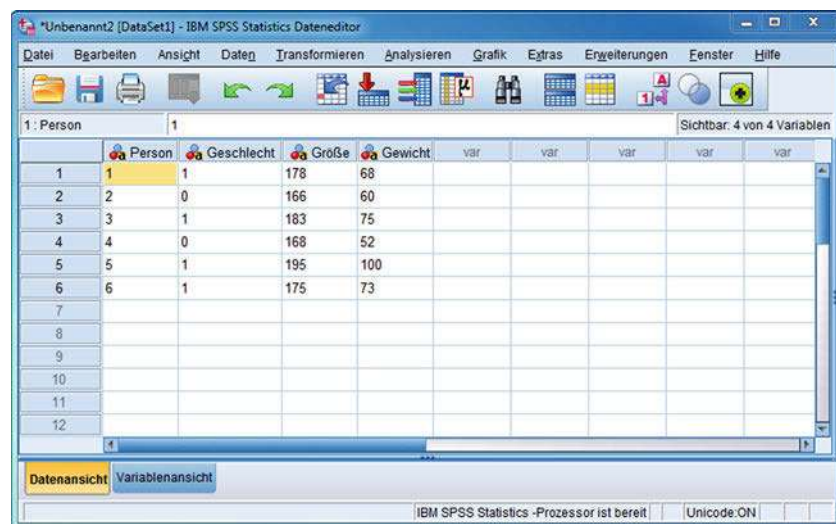 *Unbenannt2 [DataSet1] - IBM SPSS Statistics Dateneditor
Datei Bearbeiten Ansicht Daten Transformieren Analysieren Grafik Extras Erweiterungen Fenster Hilfe
1 : Person 1 Sichtbar: 4 von 4 Variablen
Person Geschlecht Größe Gewicht var var var var var
1 1 1 178 68
2 2 0 166 60
3 3 1 183 75
4 4 0 168 52
5 5 1 195 100
6 6 1 175 73
7
8
9
10
11
12
Datenansicht Variablenansicht
IBM SPSS Statistics -Prozessor ist bereit Unicode:ON